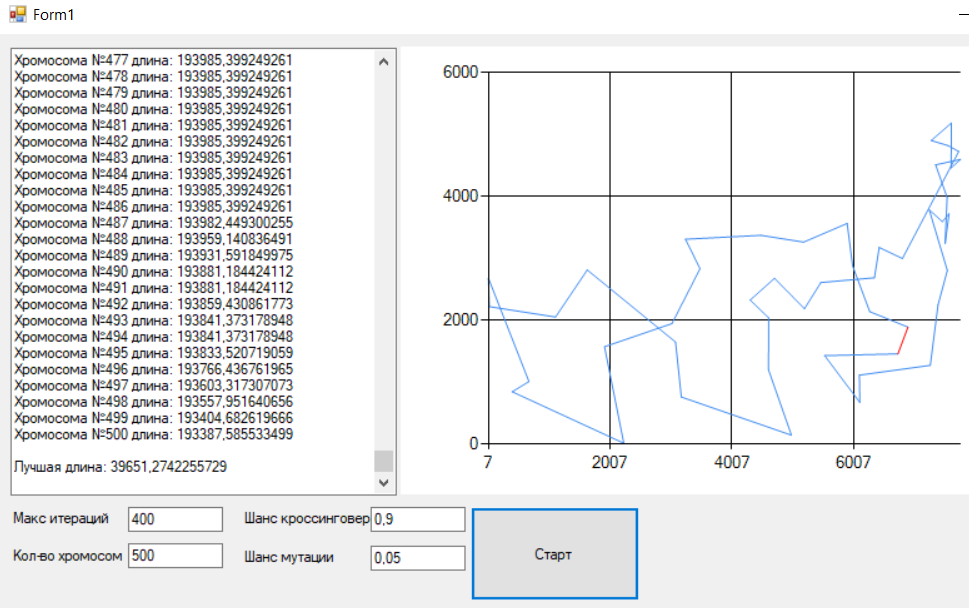 Form1
Хромосома №477 длина: 193985,399249261
Хромосома №478 длина: 193985,399249261
Хромосома №479 длина: 193985,399249261
Хромосома №480 длина: 193985,399249261
Хромосома №481 длина: 193985,399249261
Хромосома №482 длина: 193985,399249261
Хромосома №483 длина: 193985,399249261
Хромосома №484 длина: 193985,399249261
Хромосома №485 длина: 193985,399249261
Хромосома №486 длина: 193985,399249261
Хромосома №487 длина: 193982,449300255
Хромосома №488 длина: 193959,140836491
Хромосома №489 длина: 193931,591849975
Хромосома №490 длина: 193881,184424112
Хромосома №491 длина: 193881,184424112
Хромосома №492 длина: 193859,430861773
Хромосома №493 длина: 193841,373178948
Хромосома №494 длина: 193841,373178948
Хромосома №495 длина: 193833,520719059
Хромосома №496 длина: 193766,436761965
Хромосома №497 длина: 193603,317307073
Хромосома №498 длина: 193557,951640656
Хромосома №499 длина: 193404,682619666
Хромосома №500 длина: 193387,585533499
Лучшая длина: 39651,2742255729
6000
4000
2000
0
7 2007 4007 6007
Макс итераций 400 Шанс кроссинговер 0,9
Кол-во хромосом 500 Шанс мутации 0,05
Старт